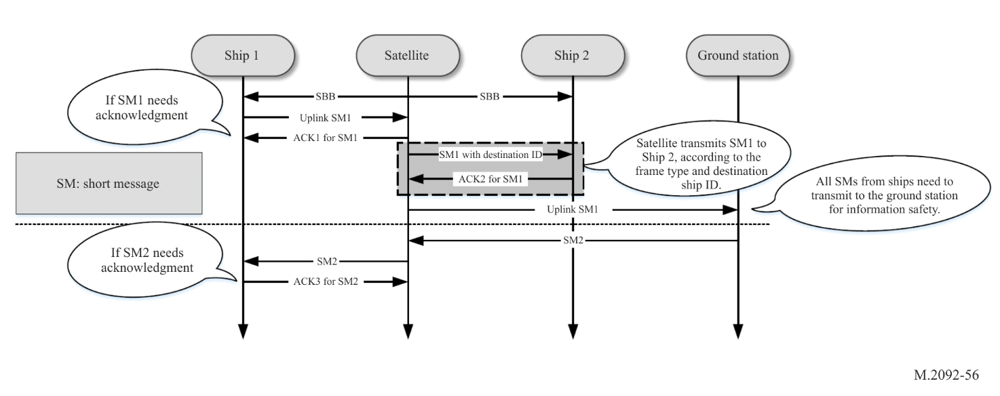 Ship 1
Satellite
Ship 2
Ground station
SBB
SBB
If SM1 needs
acknowledgment
Uplink SM1
ACK1 for SM1
SM1 with destination ID
Satellite transmits SM1 to
Ship 2, according to the
frame type and destination
ship ID.
ACK2 for SM1
SM: short message
All SMs from ships need to
transmit to the ground station
for information safety.
Uplink SM1
SM2
If SM2 needs
acknowledgment
SM2
ACK3 for SM2
M.2092-56